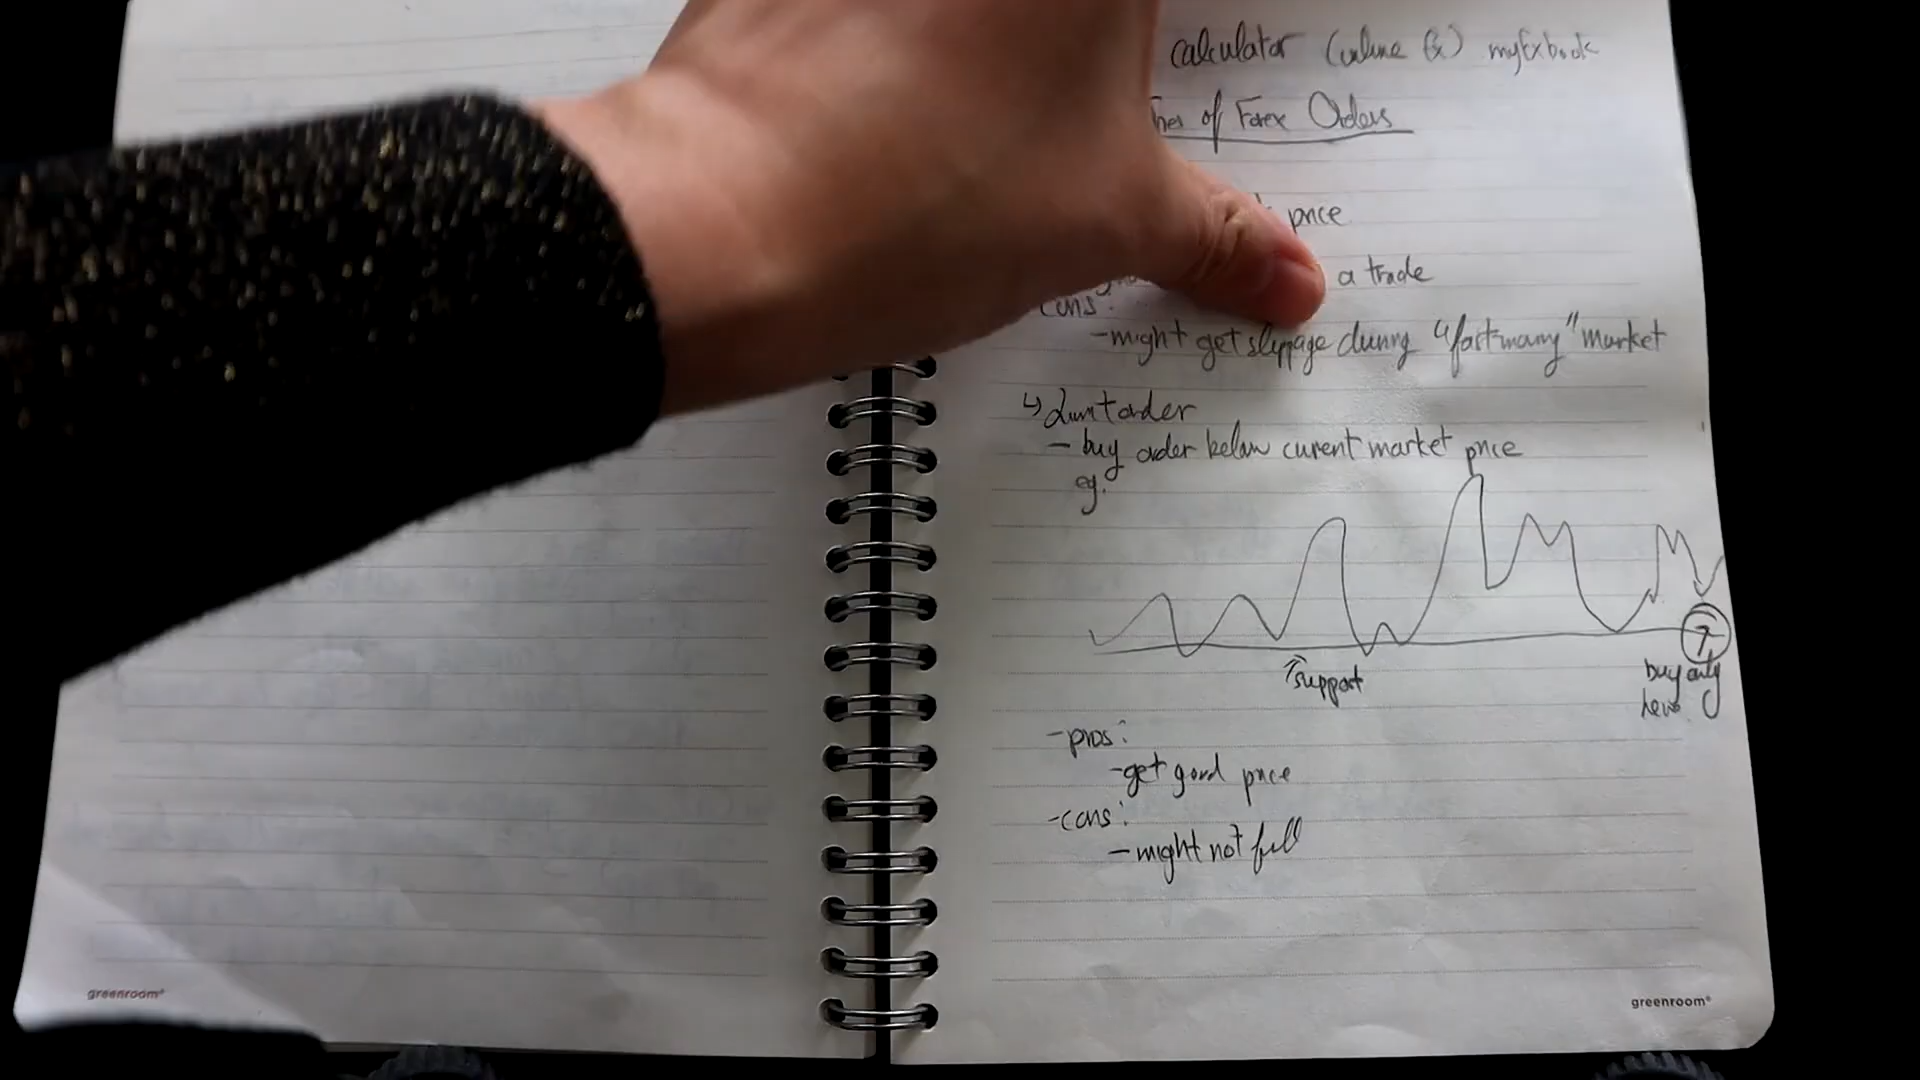 calculator (online fx) myfxbook
of Forex Orders
price
a trade
cons:
- might get slippage during "fast-moving" market
↳ Limit order
- buy order below current market price
eg.
support
buy only
here
- pros:
- get good price
- cons:
- might not fill
greenroom®
greenroom®